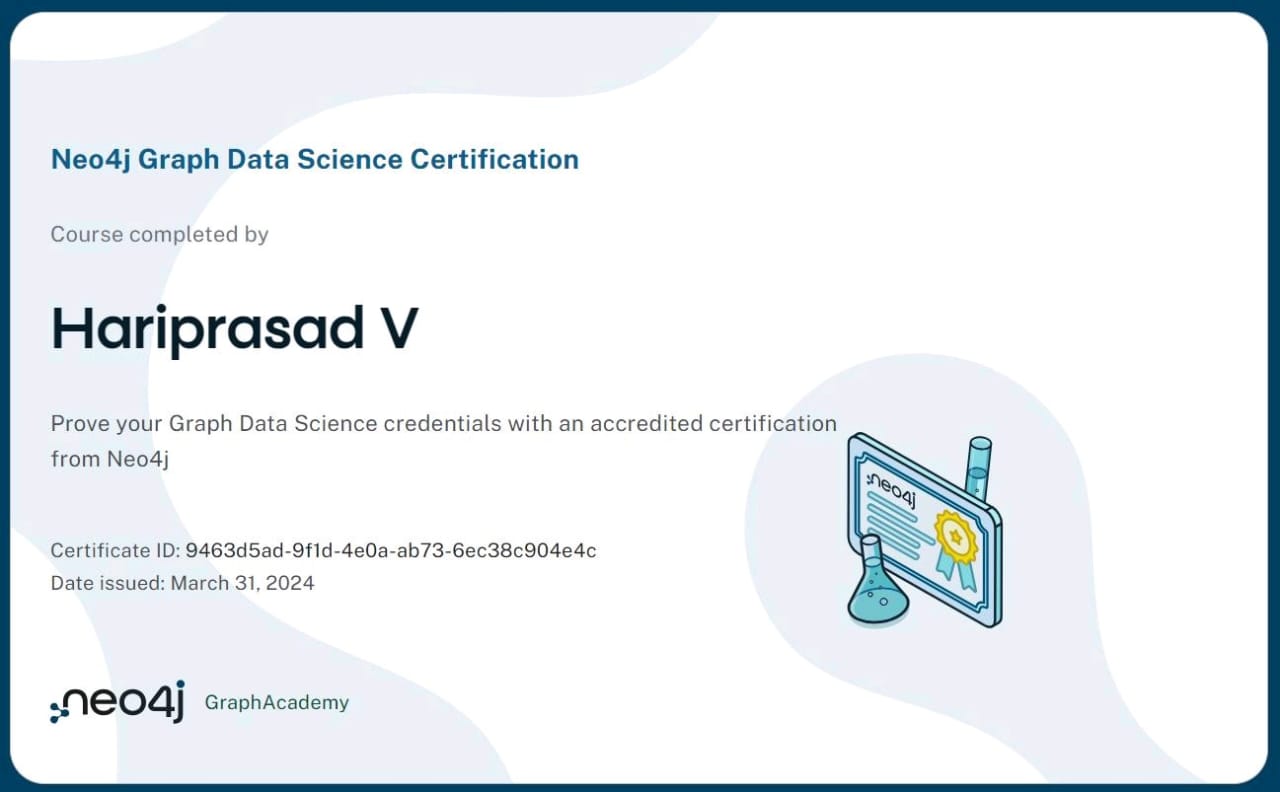 Neo4j Graph Data Science Certification
Course completed by
Hariprasad V
Prove your Graph Data Science credentials with an accredited certification
from Neo4j
neo4j
Certificate ID: 9463d5ad-9f1d-4e0a-ab73-6ec38c904e4c
Date issued: March 31, 2024
neo4j GraphAcademy